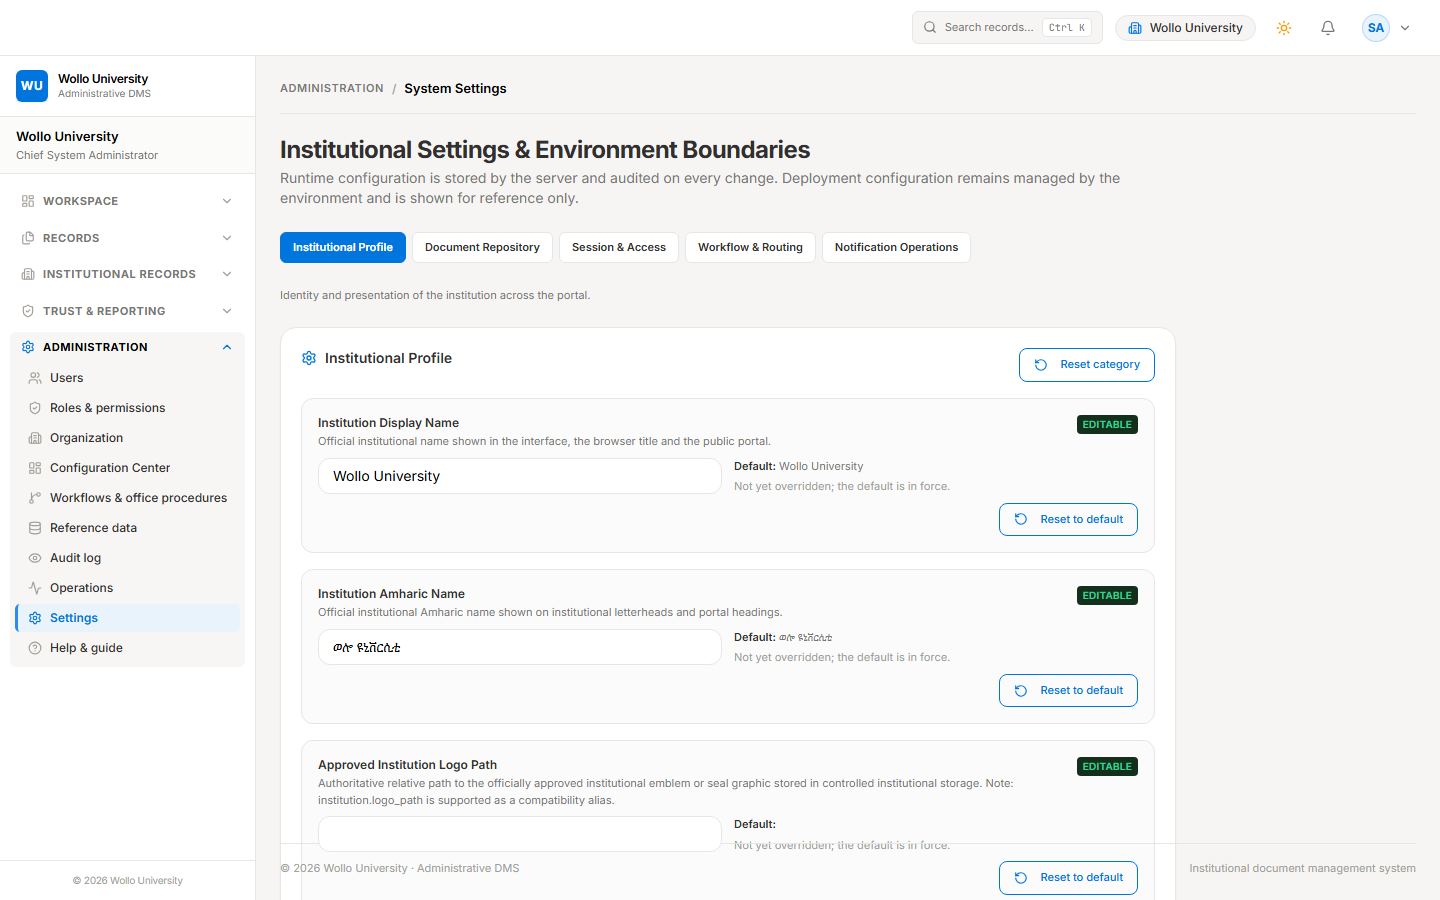 Search records... Ctrl K
Wollo University
SA
WU
Wollo University
Administrative DMS
Wollo University
Chief System Administrator
WORKSPACE
RECORDS
INSTITUTIONAL RECORDS
TRUST & REPORTING
ADMINISTRATION
Users
Roles & permissions
Organization
Configuration Center
Workflows & office procedures
Reference data
Audit log
Operations
Settings
Help & guide
© 2026 Wollo University
ADMINISTRATION / System Settings
Institutional Settings & Environment Boundaries
Runtime configuration is stored by the server and audited on every change. Deployment configuration remains managed by the
environment and is shown for reference only.
Institutional Profile
Document Repository
Session & Access
Workflow & Routing
Notification Operations
Identity and presentation of the institution across the portal.
Institutional Profile
Reset category
Institution Display Name
EDITABLE
Official institutional name shown in the interface, the browser title and the public portal.
Wollo University
Default: Wollo University
Not yet overridden; the default is in force.
Reset to default
Institution Amharic Name
EDITABLE
Official institutional Amharic name shown on institutional letterheads and portal headings.
ወሎ ዩኒቨርሲቲ
Default: ወሎ ዩኒቨርሲቲ
Not yet overridden; the default is in force.
Reset to default
Approved Institution Logo Path
EDITABLE
Authoritative relative path to the officially approved institutional emblem or seal graphic stored in controlled institutional storage. Note:
institution.logo_path is supported as a compatibility alias.
Default:
Not yet overridden; the default is in force.
Reset to default
© 2026 Wollo University · Administrative DMS
Institutional document management system